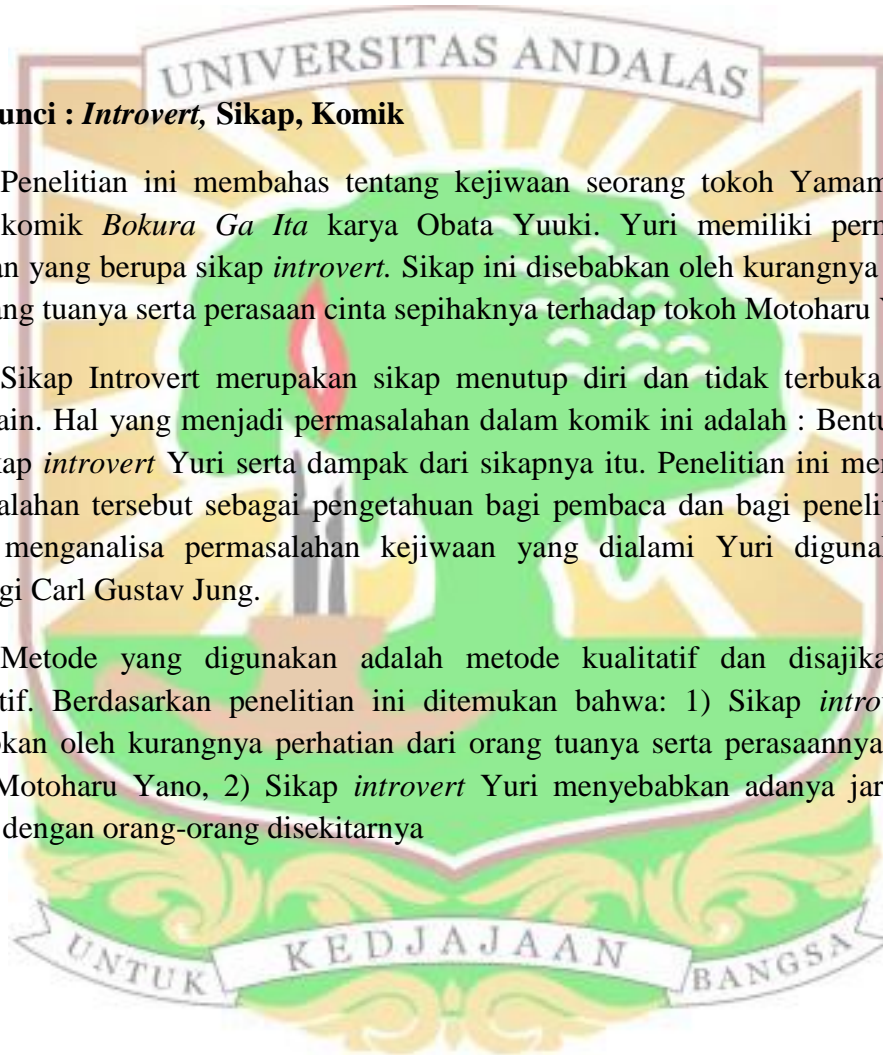 UNIVERSITAS ANDALAS
unci : Introvert, Sikap, Komik
Penelitian ini membahas tentang kejiwaan seorang tokoh Yamam
komik Bokura Ga Ita karya Obata Yuuki. Yuri memiliki perm
an yang berupa sikap introvert. Sikap ini disebabkan oleh kurangnya
ang tuanya serta perasaan cinta sepihaknya terhadap tokoh Motoharu Y
Sikap Introvert merupakan sikap menutup diri dan tidak terbuka
ain. Hal yang menjadi permasalahan dalam komik ini adalah : Bentu
kap introvert Yuri serta dampak dari sikapnya itu. Penelitian ini men
alahan tersebut sebagai pengetahuan bagi pembaca dan bagi penelit
menganalisa permasalahan kejiwaan yang dialami Yuri diguna
gi Carl Gustav Jung.
Metode yang digunakan adalah metode kualitatif dan disajika
tif. Berdasarkan penelitian ini ditemukan bahwa: 1) Sikap intro
bkan oleh kurangnya perhatian dari orang tuanya serta perasaannya
Motoharu Yano, 2) Sikap introvert Yuri menyebabkan adanya jar
dengan orang-orang disekitarnya
UNTUK KEDJAJAAN BANGSA